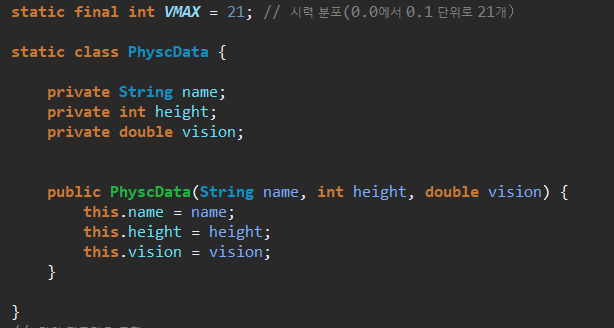 static final int VMAX = 21; // 시력 분포(0.0에서 0.1 단위로 21개)
static class PhyscData {
private String name;
private int height;
private double vision;
public PhyscData(String name, int height, double vision) {
this.name = name;
this.height = height;
this.vision = vision;
}
}